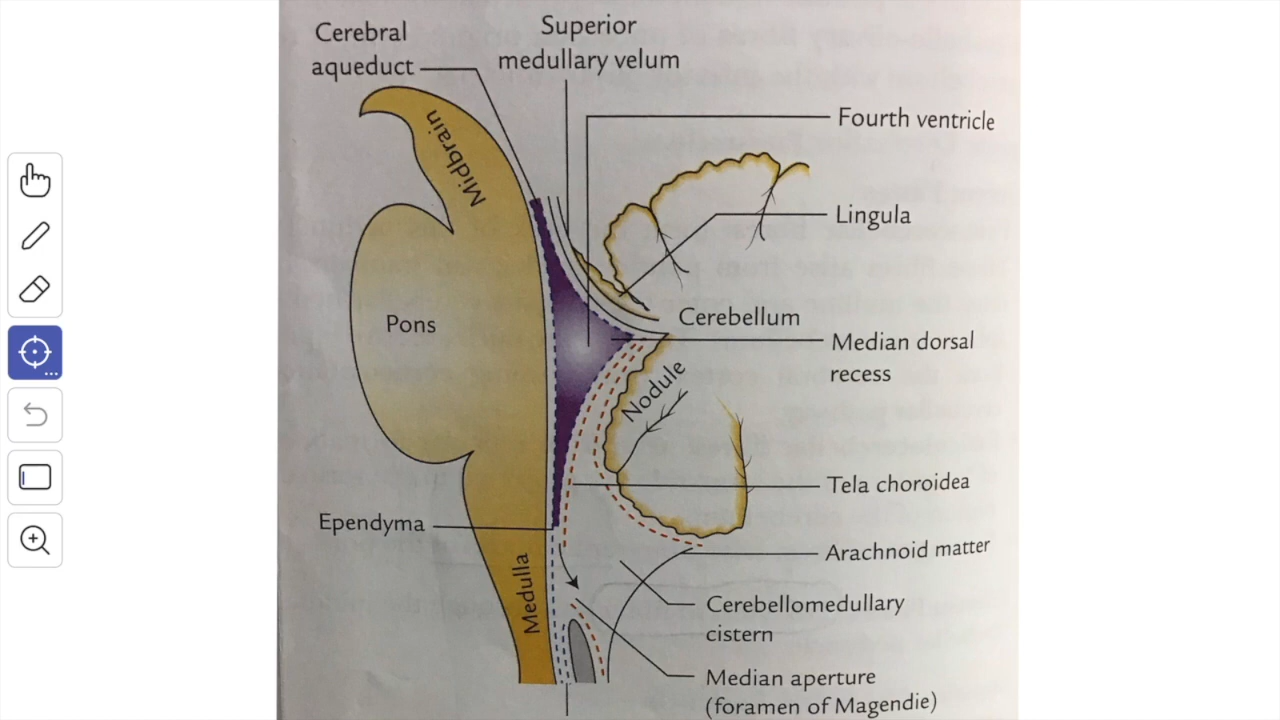 Cerebral
aqueduct
Superior
medullary velum
Fourth ventricle
Midbrain
Lingula
Pons
Cerebellum
Median dorsal
recess
Nodule
Tela choroidea
Ependyma
Arachnoid matter
Medulla
Cerebellomedullary
cistern
Median aperture
(foramen of Magendie)